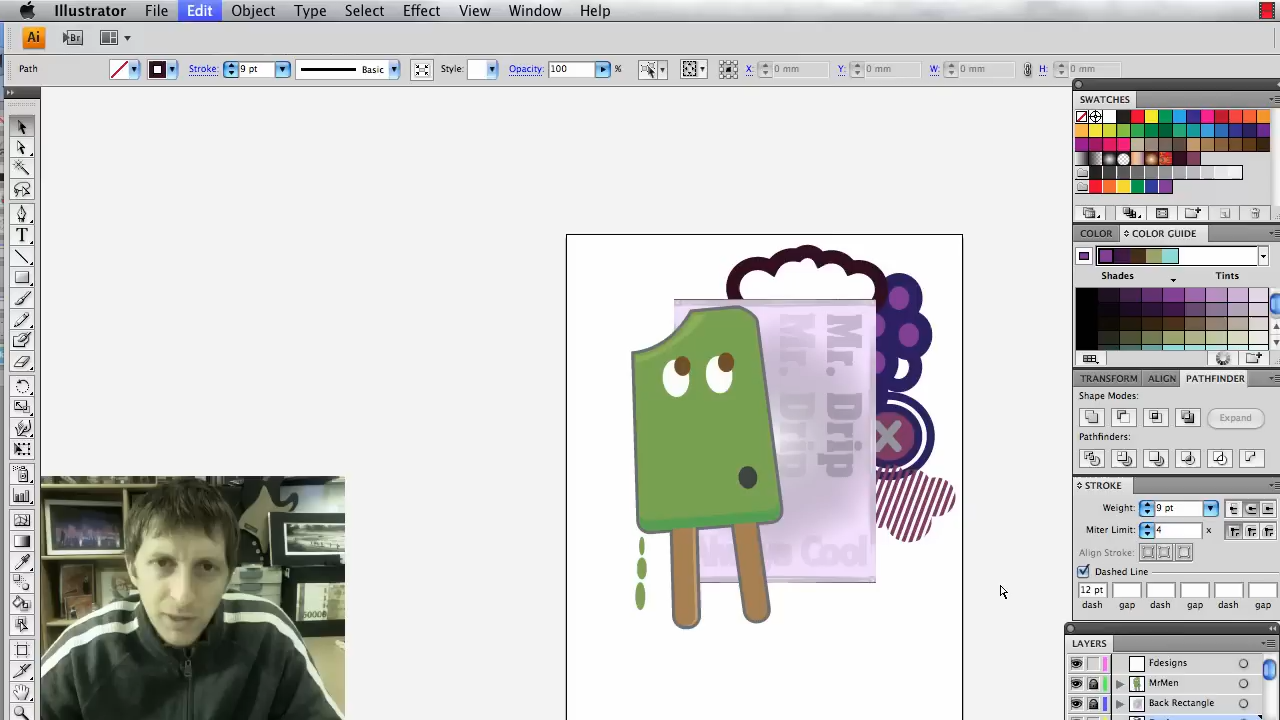 Illustrator File Edit Object Type Select Effect View Window Help
Ai Br
Path Stroke: 9 pt Basic Style: Opacity: 100 % X: 0 mm Y: 0 mm W: 0 mm H: 0 mm
SWATCHES
COLOR COLOR GUIDE
Shades Tints
TRANSFORM ALIGN PATHFINDER
Shape Modes:
Expand
Pathfinders:
STROKE
Weight: 9 pt
Miter Limit: 4 x
Align Stroke:
Dashed Line
12 pt
dash gap dash gap dash gap
LAYERS
Fdesigns
MrMen
Back Rectangle
Mr. Drip
Mr. Drip
Cool